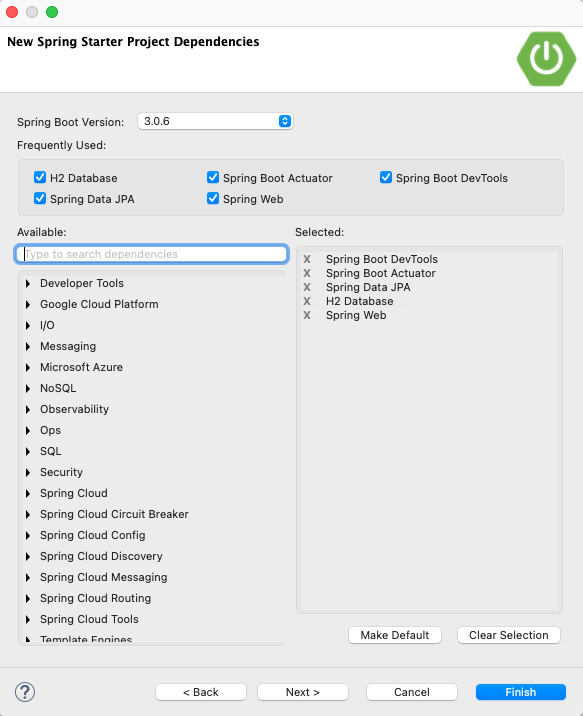 New Spring Starter Project Dependencies
Spring Boot Version: 3.0.6
Frequently Used:
H2 Database Spring Boot Actuator Spring Boot DevTools
Spring Data JPA Spring Web
Available: Selected:
Type to search dependencies
X Spring Boot DevTools
X Spring Boot Actuator
X Spring Data JPA
X H2 Database
X Spring Web
Developer Tools
Google Cloud Platform
I/O
Messaging
Microsoft Azure
NoSQL
Observability
Ops
SQL
Security
Spring Cloud
Spring Cloud Circuit Breaker
Spring Cloud Config
Spring Cloud Discovery
Spring Cloud Messaging
Spring Cloud Routing
Spring Cloud Tools
Template Engines
Make Default Clear Selection
? < Back Next > Cancel Finish